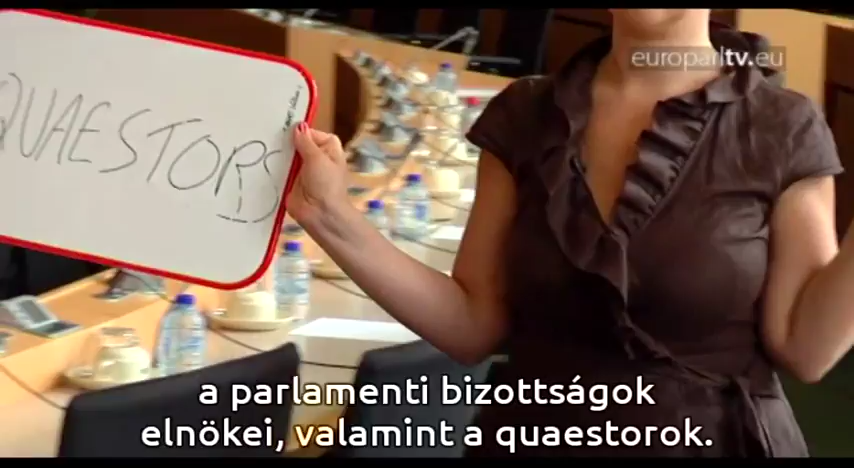 europarltv.eu
QUAESTORS
a parlamenti bizottságok
elnökei, valamint a quaestorok.